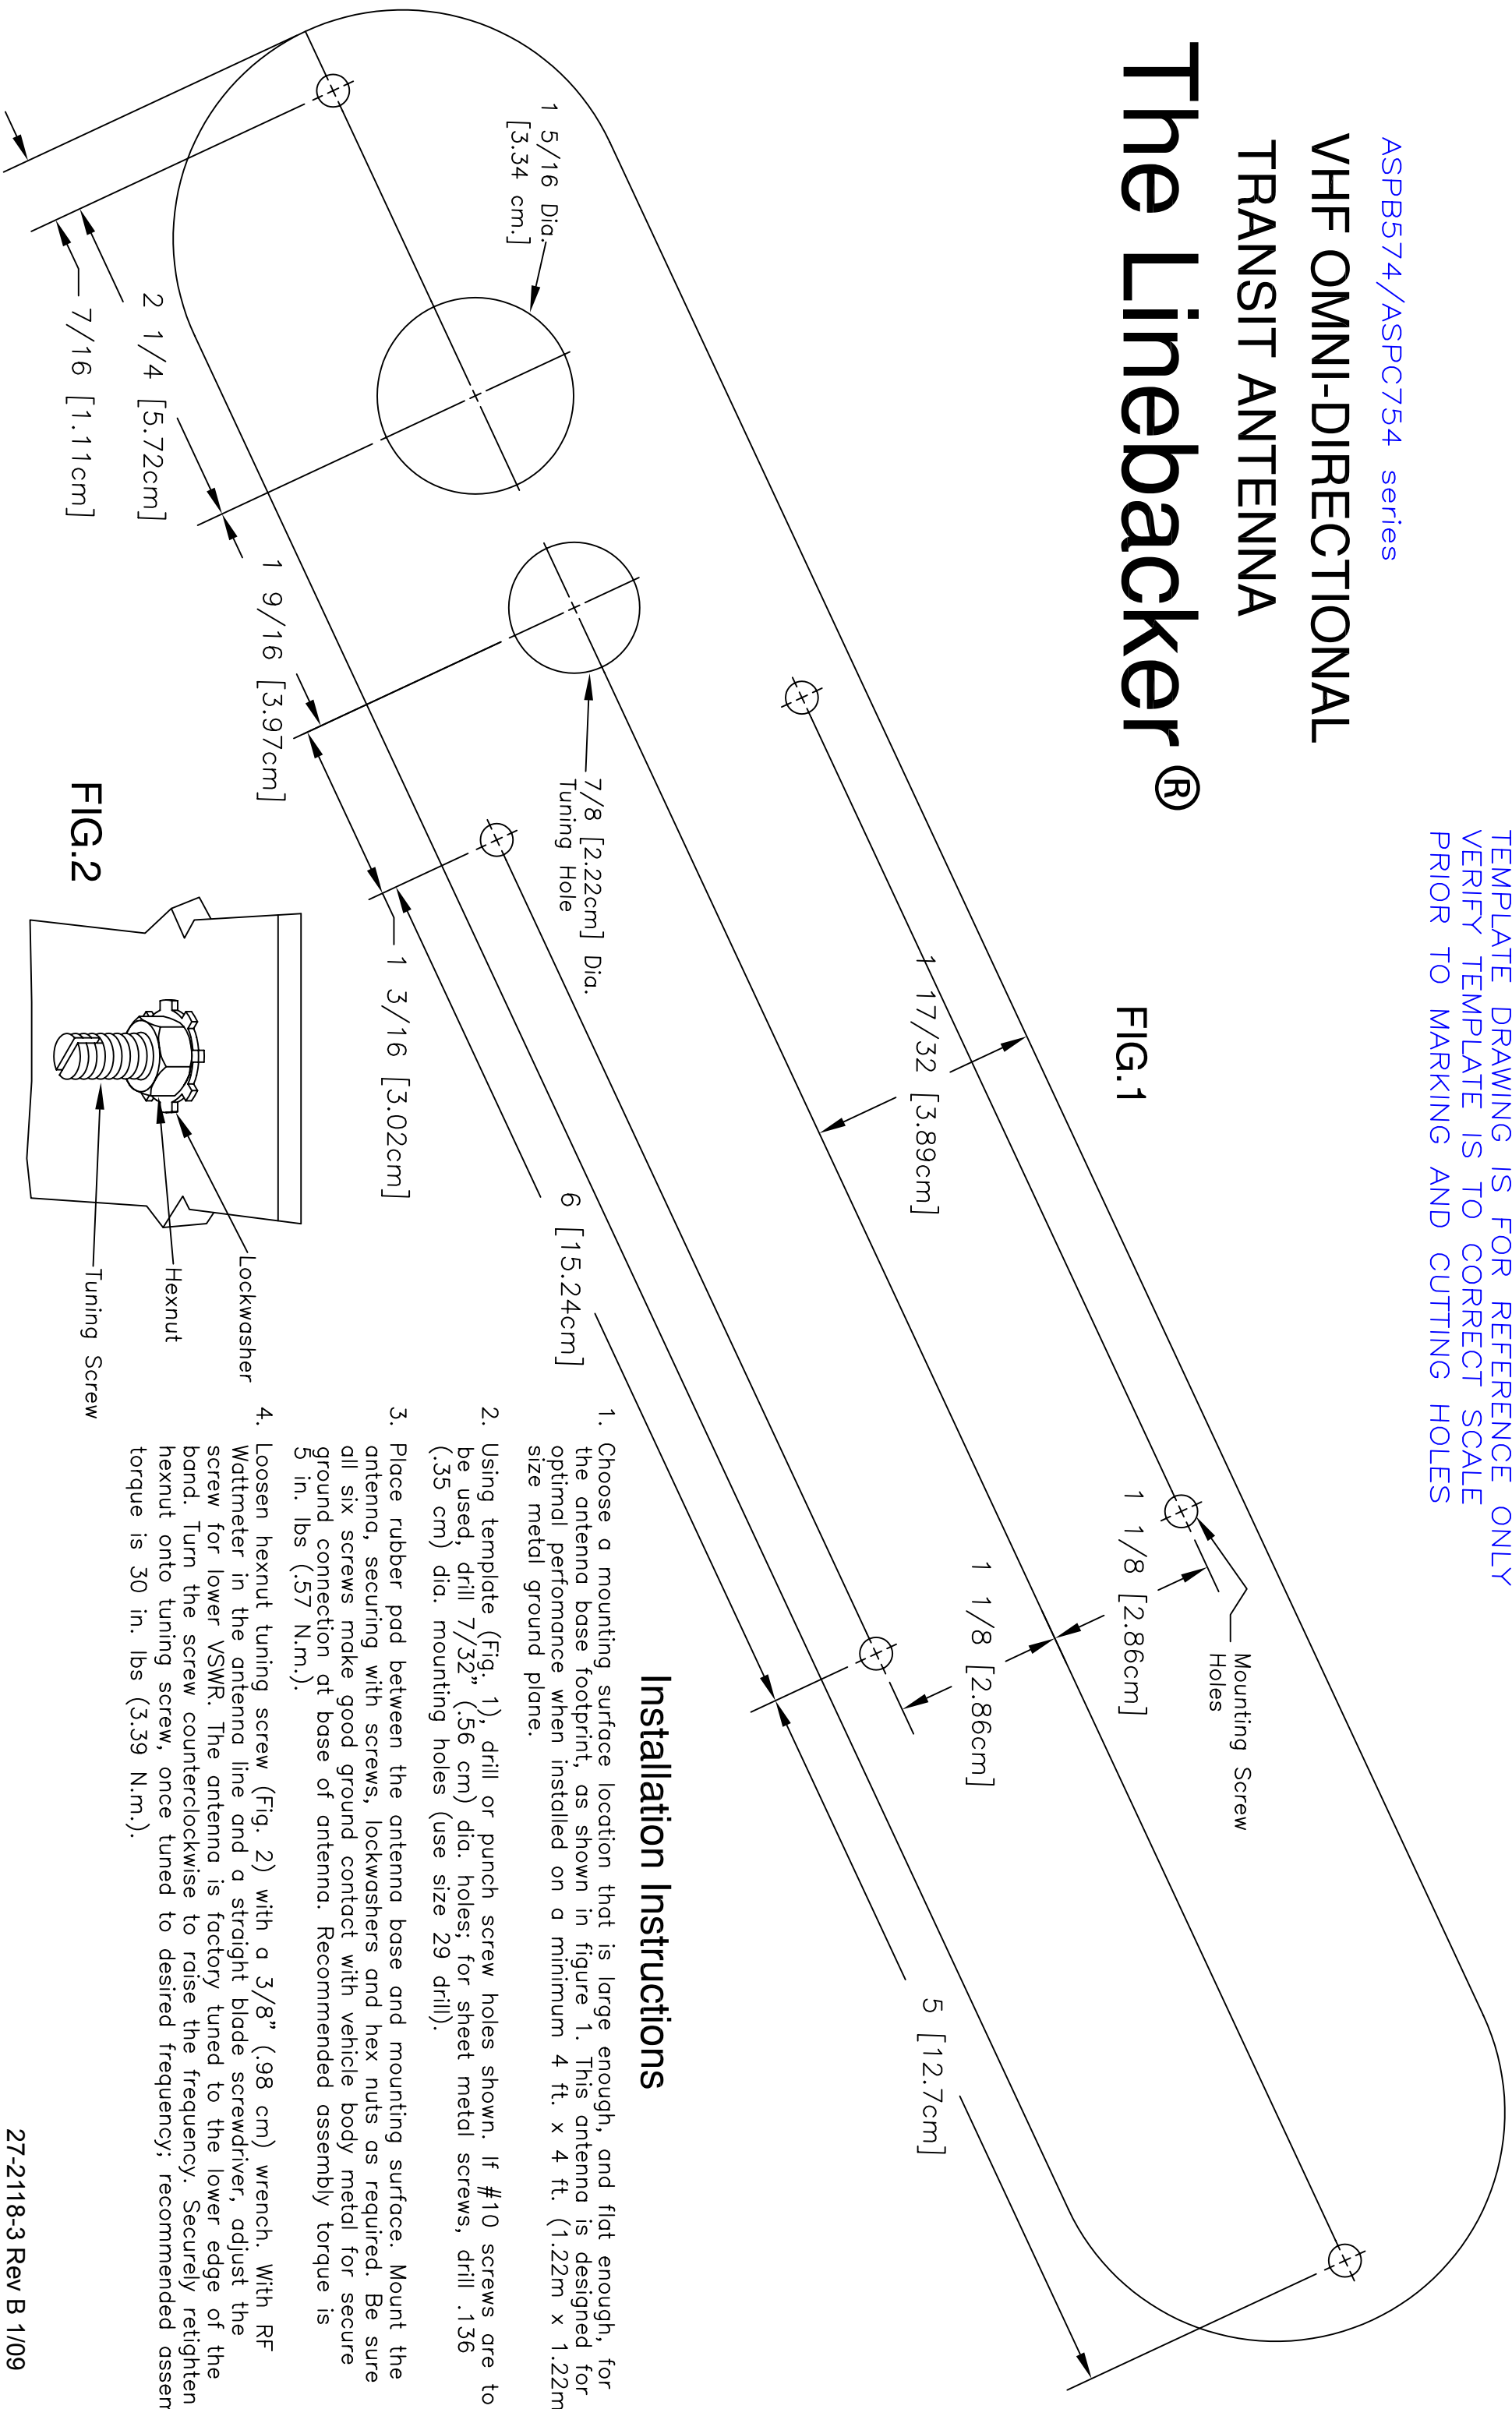 TEMPLATE DRAWING IS FOR REFERENCE ONLY
VERIFY TEMPLATE IS TO CORRECT SCALE
PRIOR TO MARKING AND CUTTING HOLES
ASPB574/ASPC754 series
VHF OMNI-DIRECTIONAL
TRANSIT ANTENNA
The Linebacker®
FIG.1
Mounting Screw
Holes
1 1/8 [2.86cm]
1 1/8 [2.86cm]
1 17/32 [3.89cm]
5 [12.7cm]
1 5/16 Dia.
[3.34 cm.]
7/8 [2.22cm] Dia.
Tuning Hole
6 [15.24cm]
1 3/16 [3.02cm]
1 9/16 [3.97cm]
2 1/4 [5.72cm]
7/16 [1.11cm]
FIG.2
Lockwasher
Hexnut
Tuning Screw
Installation Instructions
1. Choose a mounting surface location that is large enough, and flat enough, for
the antenna base footprint, as shown in figure 1. This antenna is designed for
optimal perfomance when installed on a minimum 4 ft. x 4 ft. (1.22m x 1.22m
size metal ground plane.
2. Using template (Fig. 1), drill or punch screw holes shown. If #10 screws are to
be used, drill 7/32" (.56 cm) dia. holes; for sheet metal screws, drill .136
(.35 cm) dia. mounting holes (use size 29 drill).
3. Place rubber pad between the antenna base and mounting surface. Mount the
antenna, securing with screws, lockwashers and hex nuts as required. Be sure
all six screws make good ground contact with vehicle body metal for secure
ground connection at base of antenna. Recommended assembly torque is
5 in. lbs (.57 N.m.).
4. Loosen hexnut tuning screw (Fig. 2) with a 3/8" (.98 cm) wrench. With RF
Wattmeter in the antenna line and a straight blade screwdriver, adjust the
screw for lower VSWR. The antenna is factory tuned to the lower edge of the
band. Turn the screw counterclockwise to raise the frequency. Securely retighten
hexnut onto tuning screw, once tuned to desired frequency; recommended
torque is 30 in. lbs (3.39 N.m.).
27-2118-3 Rev B 1/09